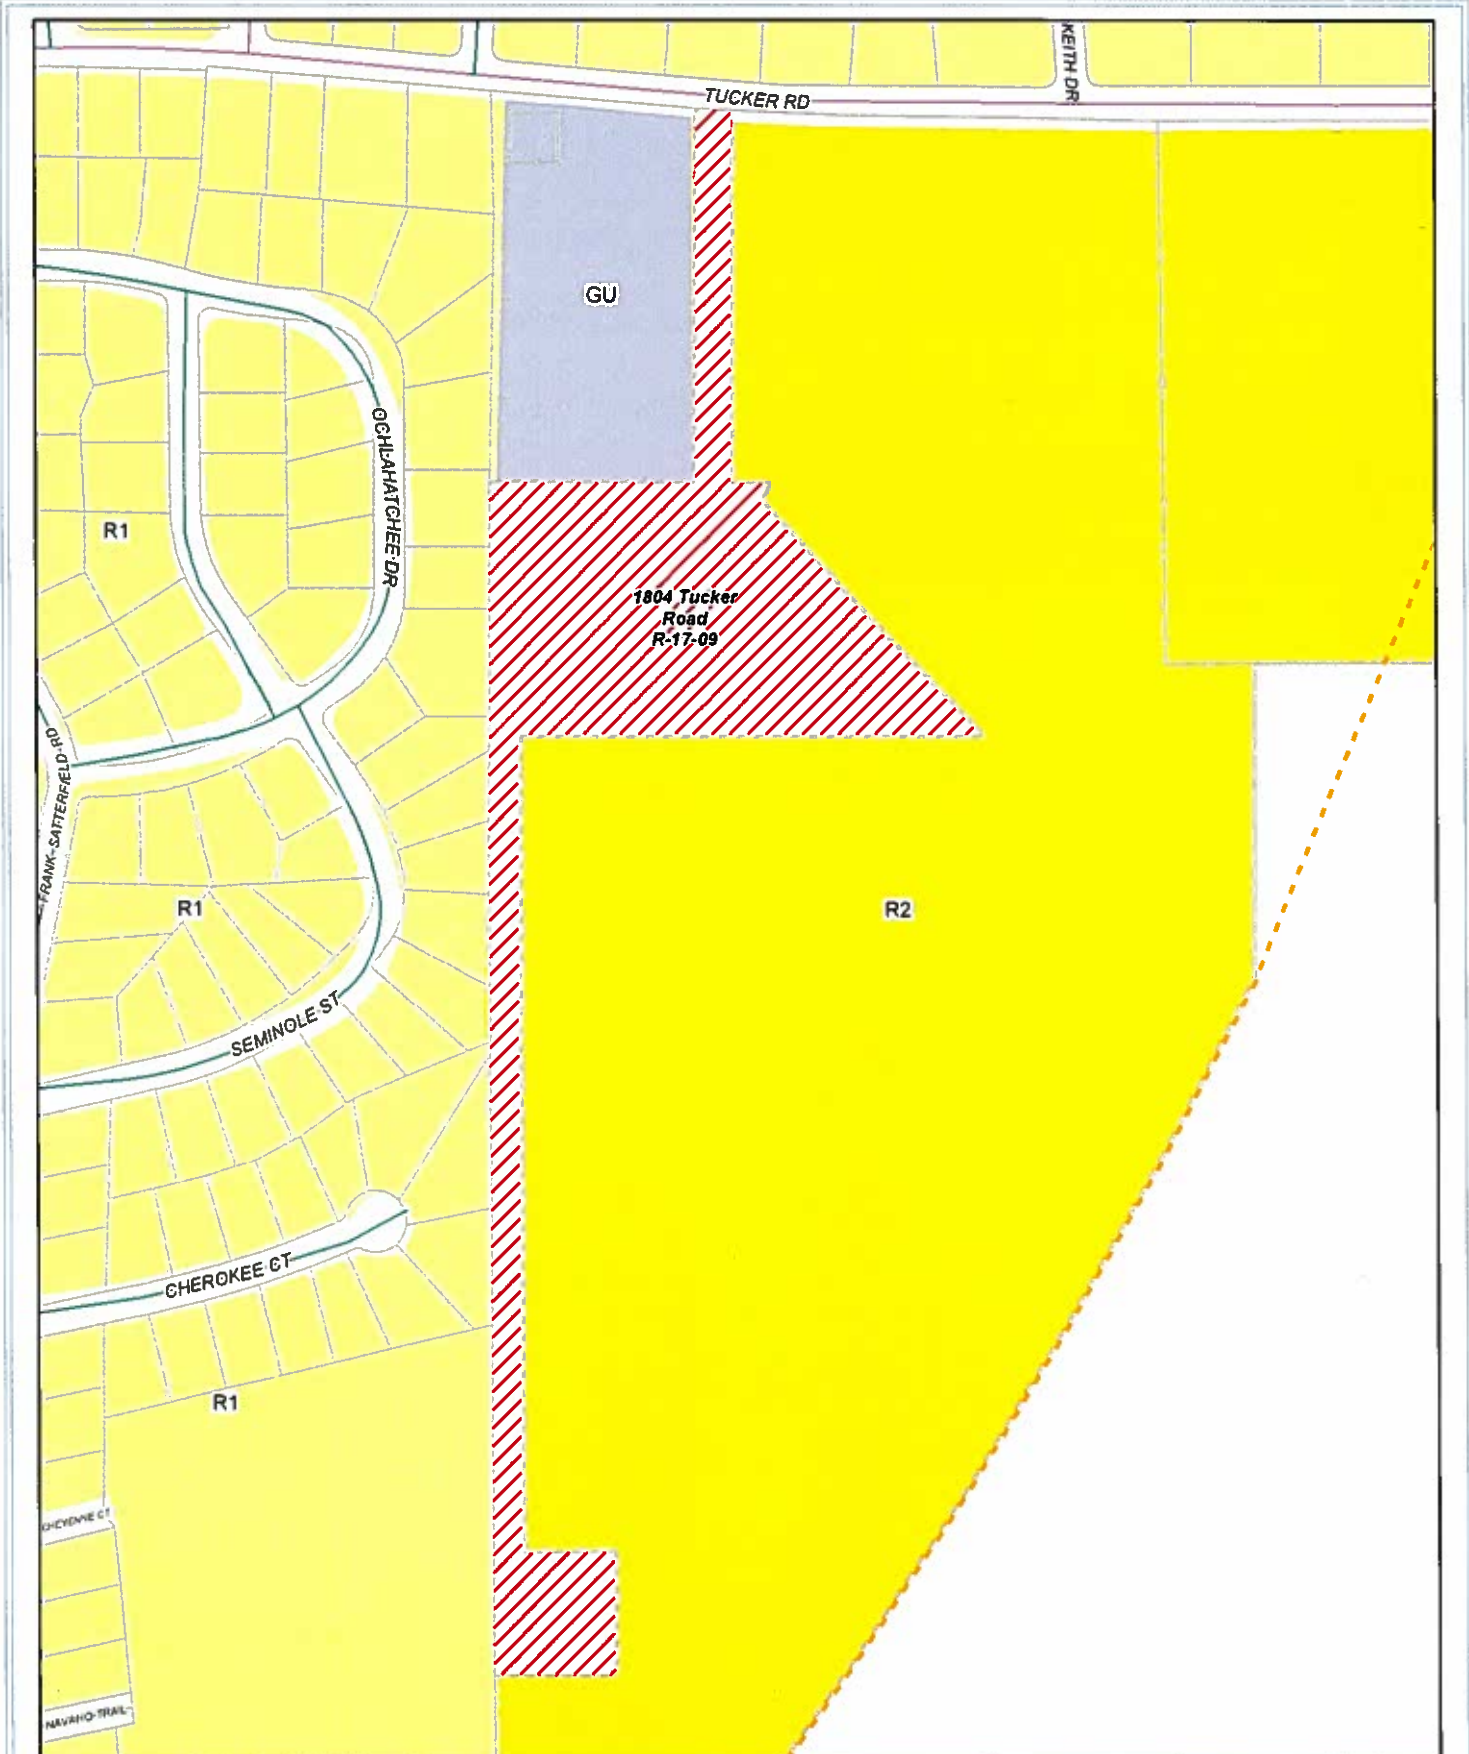 KEITH DR
TUCKER RD
GU
OCHLAHATCHEE DR
R1
1804 Tucker
Road
R-17-09
FRANK SATTERFIELD RD
R1
R2
SEMINOLE ST
CHEROKEE CT
R1
CHEYENNE CT
NAVAHO TRAIL